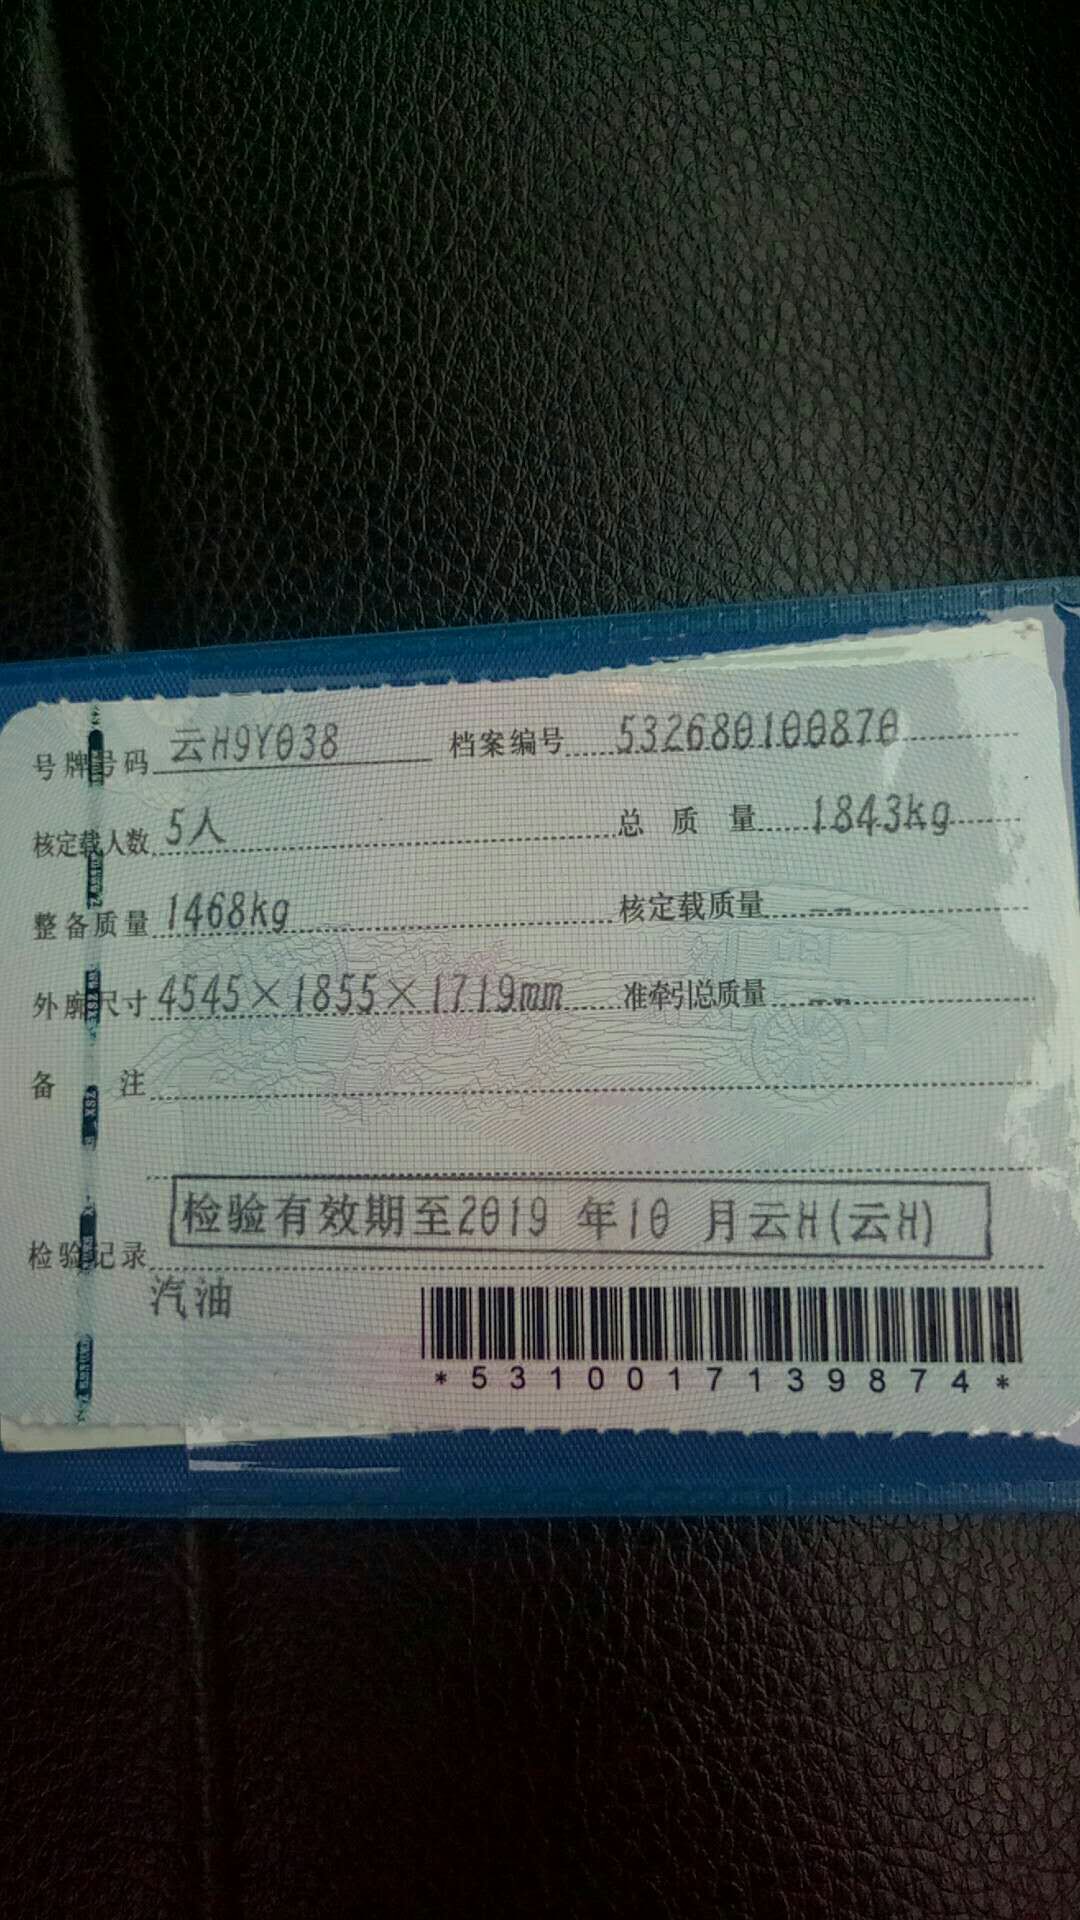 号牌号码 云H9Y038 档案编号 532680100870
核定载人数 5人 总质量 1843kg
整备质量 1468kg 核定载质量 --
外廓尺寸 4545×1855×1719mm 准牵引总质量 --
备注
检验记录 检验有效期至2019 年10 月云H(云H)
汽油
*5310017139874*